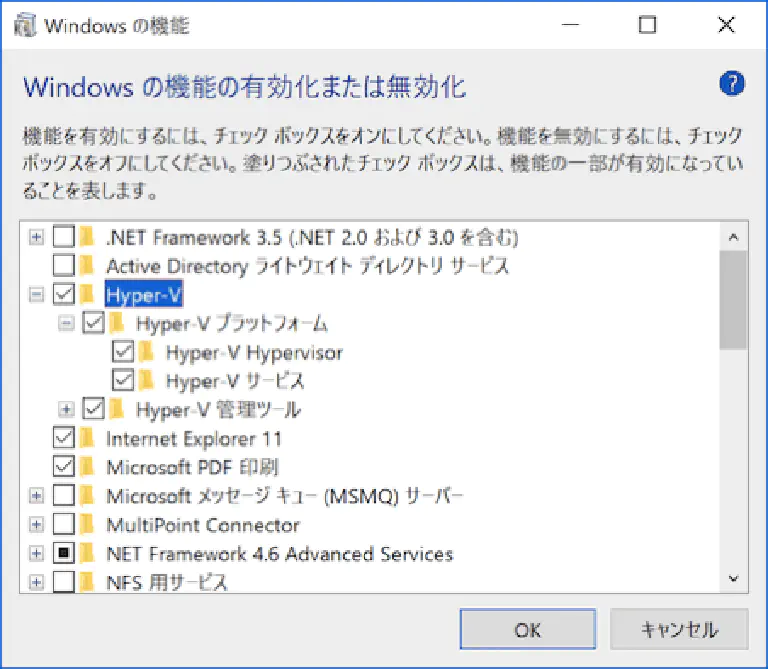 Windows の機能
Windows の機能の有効化または無効化
?
機能を有効にするには、チェック ボックスをオンにしてください。機能を無効にするには、チェック
ボックスをオフにしてください。塗りつぶされたチェック ボックスは、機能の一部が有効になってい
ることを表します。
.NET Framework 3.5 (.NET 2.0 および 3.0 を含む)
Active Directory ライトウェイト ディレクトリ サービス
Hyper-V
Hyper-V プラットフォーム
Hyper-V Hypervisor
Hyper-V サービス
Hyper-V 管理ツール
Internet Explorer 11
Microsoft PDF 印刷
Microsoft メッセージ キュー (MSMQ) サーバー
MultiPoint Connector
NET Framework 4.6 Advanced Services
NFS 用サービス
OK
キャンセル